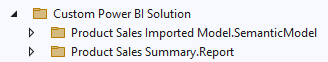 Custom Power BI Solution
Product Sales Imported Model.SemanticModel
Product Sales Summary.Report